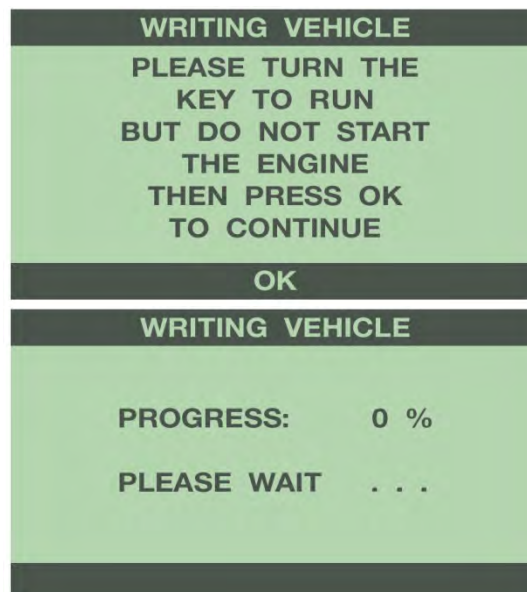 WRITING VEHICLE
PLEASE TURN THE
KEY TO RUN
BUT DO NOT START
THE ENGINE
THEN PRESS OK
TO CONTINUE
OK
WRITING VEHICLE
PROGRESS: 0 %
PLEASE WAIT . . .